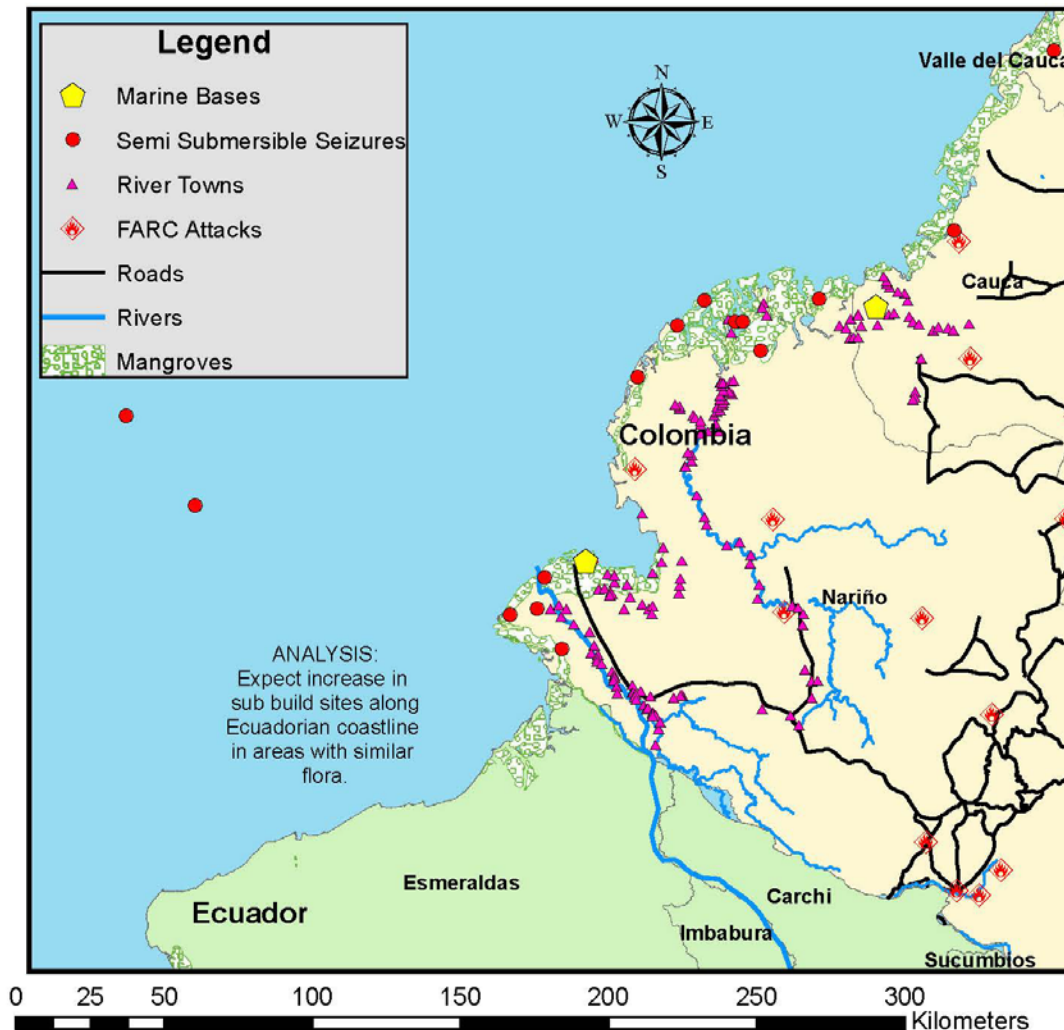 Legend
Marine Bases
Semi Submersible Seizures
River Towns
FARC Attacks
Roads
Rivers
Mangroves
N
W
E
S
Valle del Cauca
Cauca
Colombia
Nariño
ANALYSIS:
Expect increase in
sub build sites along
Ecuadorian coastline
in areas with similar
flora.
Esmeraldas
Carchi
Ecuador
Imbabura
Sucumbios
0 25 50 100 150 200 250 300
Kilometers